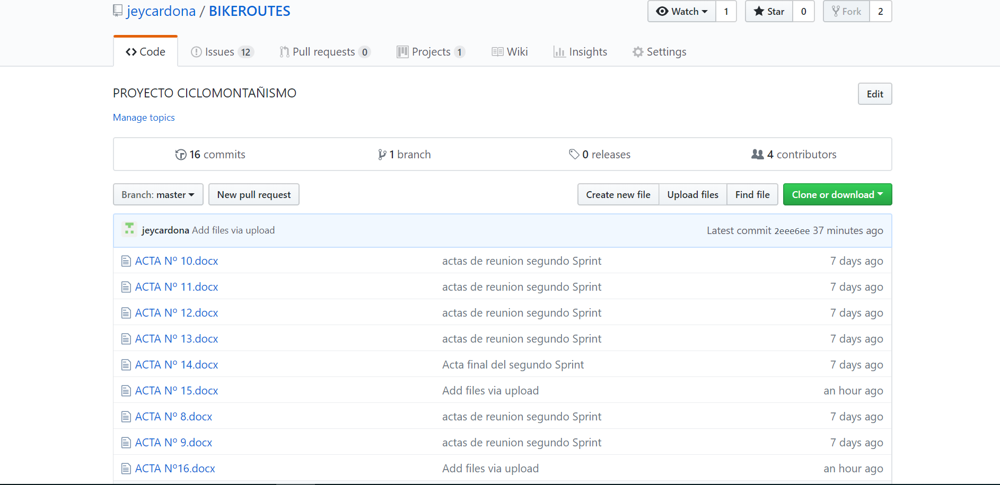 jeycardona / BIKEROUTES Watch 1 Star 0 Fork 2
Code Issues 12 Pull requests 0 Projects 1 Wiki Insights Settings
PROYECTO CICLOMONTAÑISMO Edit
Manage topics
16 commits 1 branch 0 releases 4 contributors
Branch: master New pull request Create new file Upload files Find file Clone or download
jeycardona Add files via upload Latest commit 2eee6ee 37 minutes ago
ACTA Nº 10.docx actas de reunion segundo Sprint 7 days ago
ACTA Nº 11.docx actas de reunion segundo Sprint 7 days ago
ACTA Nº 12.docx actas de reunion segundo Sprint 7 days ago
ACTA Nº 13.docx actas de reunion segundo Sprint 7 days ago
ACTA Nº 14.docx Acta final del segundo Sprint 7 days ago
ACTA Nº 15.docx Add files via upload an hour ago
ACTA Nº 8.docx actas de reunion segundo Sprint 7 days ago
ACTA Nº 9.docx actas de reunion segundo Sprint 7 days ago
ACTA Nº16.docx Add files via upload an hour ago